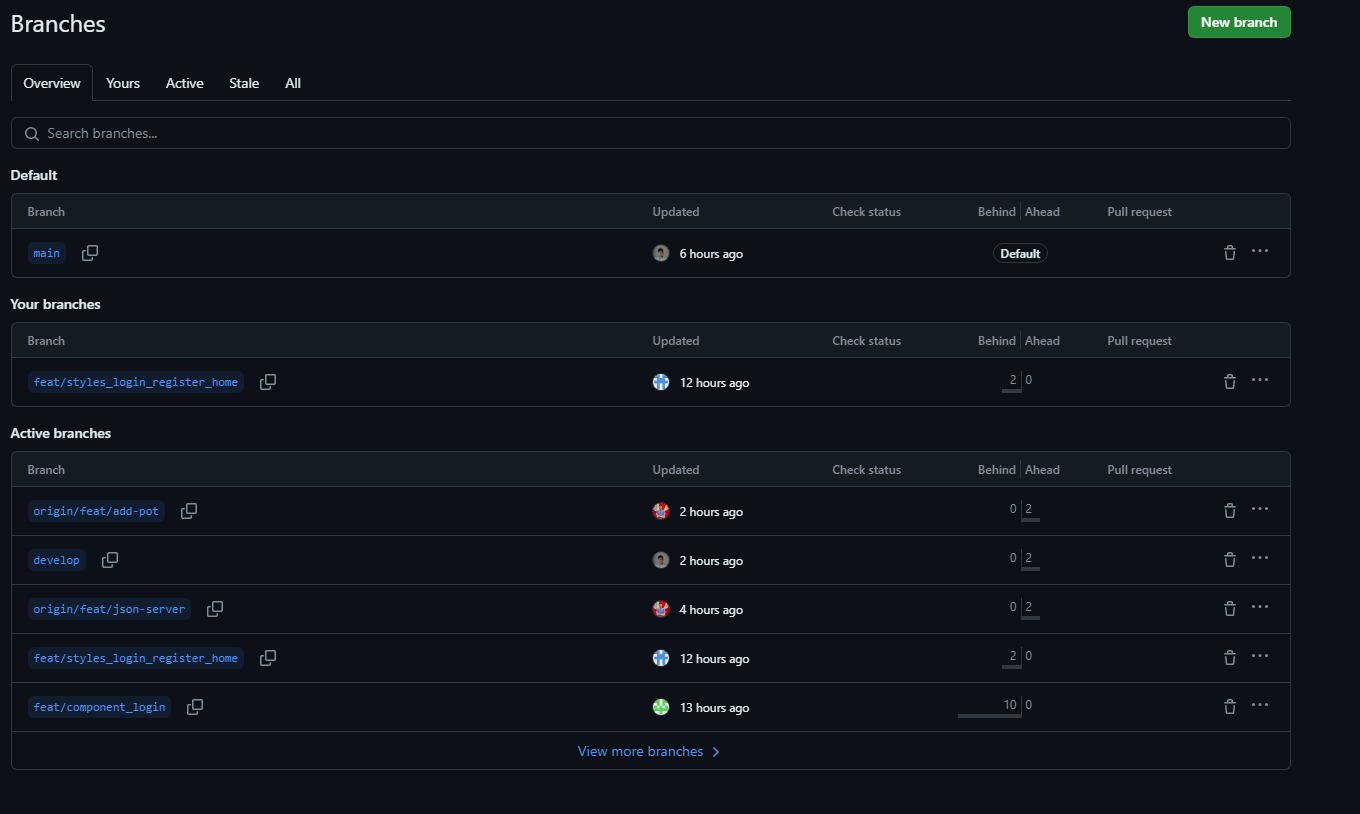 Branches
New branch
Overview Yours Active Stale All
Search branches...
Default
Branch Updated Check status Behind Ahead Pull request
main 6 hours ago Default
Your branches
Branch Updated Check status Behind Ahead Pull request
feat/styles_login_register_home 12 hours ago 2 0
Active branches
Branch Updated Check status Behind Ahead Pull request
origin/feat/add-pot 2 hours ago 0 2
develop 2 hours ago 0 2
origin/feat/json-server 4 hours ago 0 2
feat/styles_login_register_home 12 hours ago 2 0
feat/component_login 13 hours ago 10 0
View more branches